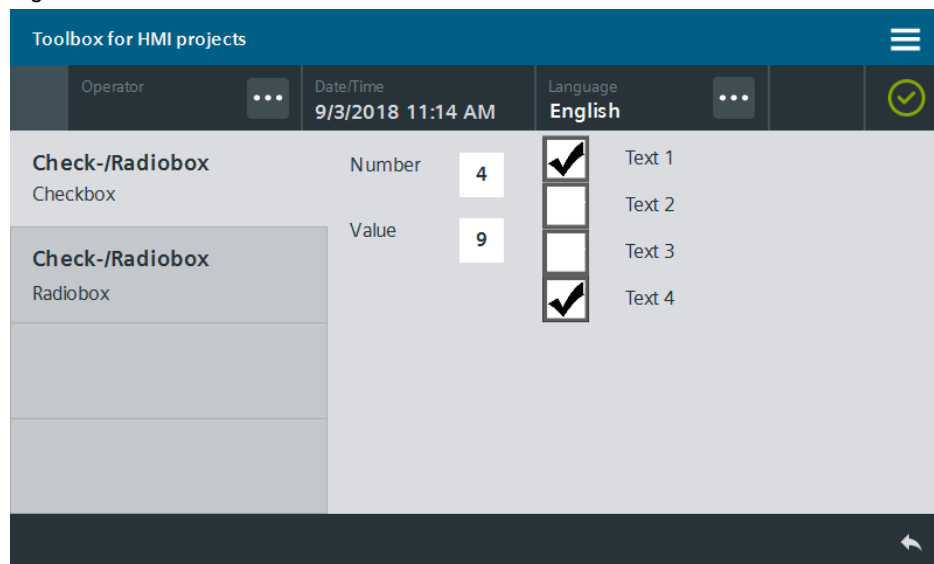 Toolbox for HMI projects
Operator
Date/Time
9/3/2018 11:14 AM
Language
English
Check-/Radiobox
Checkbox
Check-/Radiobox
Radiobox
Number 4
Value 9
Text 1
Text 2
Text 3
Text 4